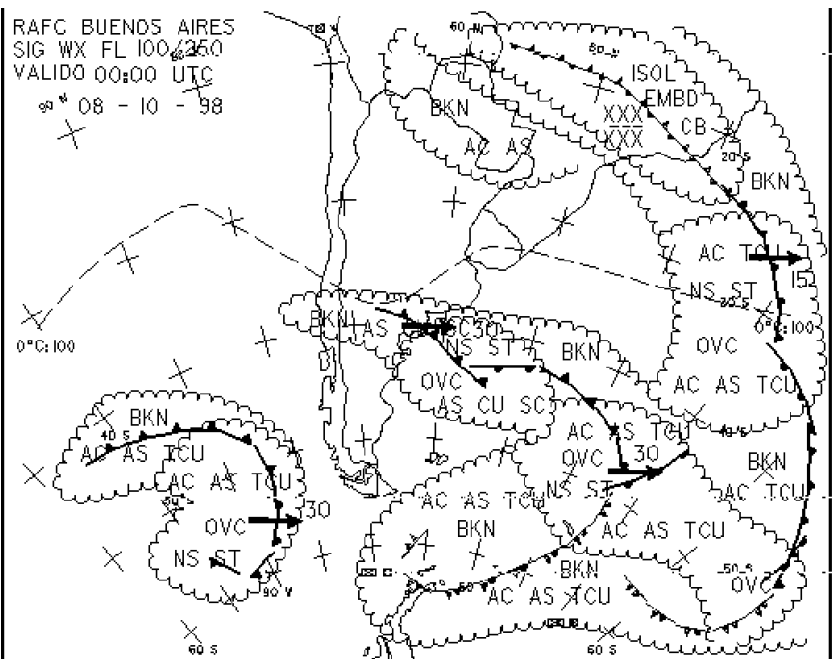 RAFC BUENOS AIRES
SIG WX FL 100/250
VALIDO 00:00 UTC
08 - 10 - 98
90 W
60 W
ISOL
EMBD
XXX
XXX
CB
BKN
AC AS
20 S
BKN
AC TCU
15
NS ST
0°C:100
0°C:100
OVC
AC AS TCU
BKN
AS
30
NS ST
BKN
OVC
AS CU SC
BKN
40 S
AC AS TCU
AC AS TCU
OVC
30
NS ST
90 W
60 S
AC AS TCU
OVC
30
NS ST
40 S
BKN
AC TCU
AC AS TCU
BKN
AC AS TCU
BKN
AC AS TCU
50 S
OVC
60 S